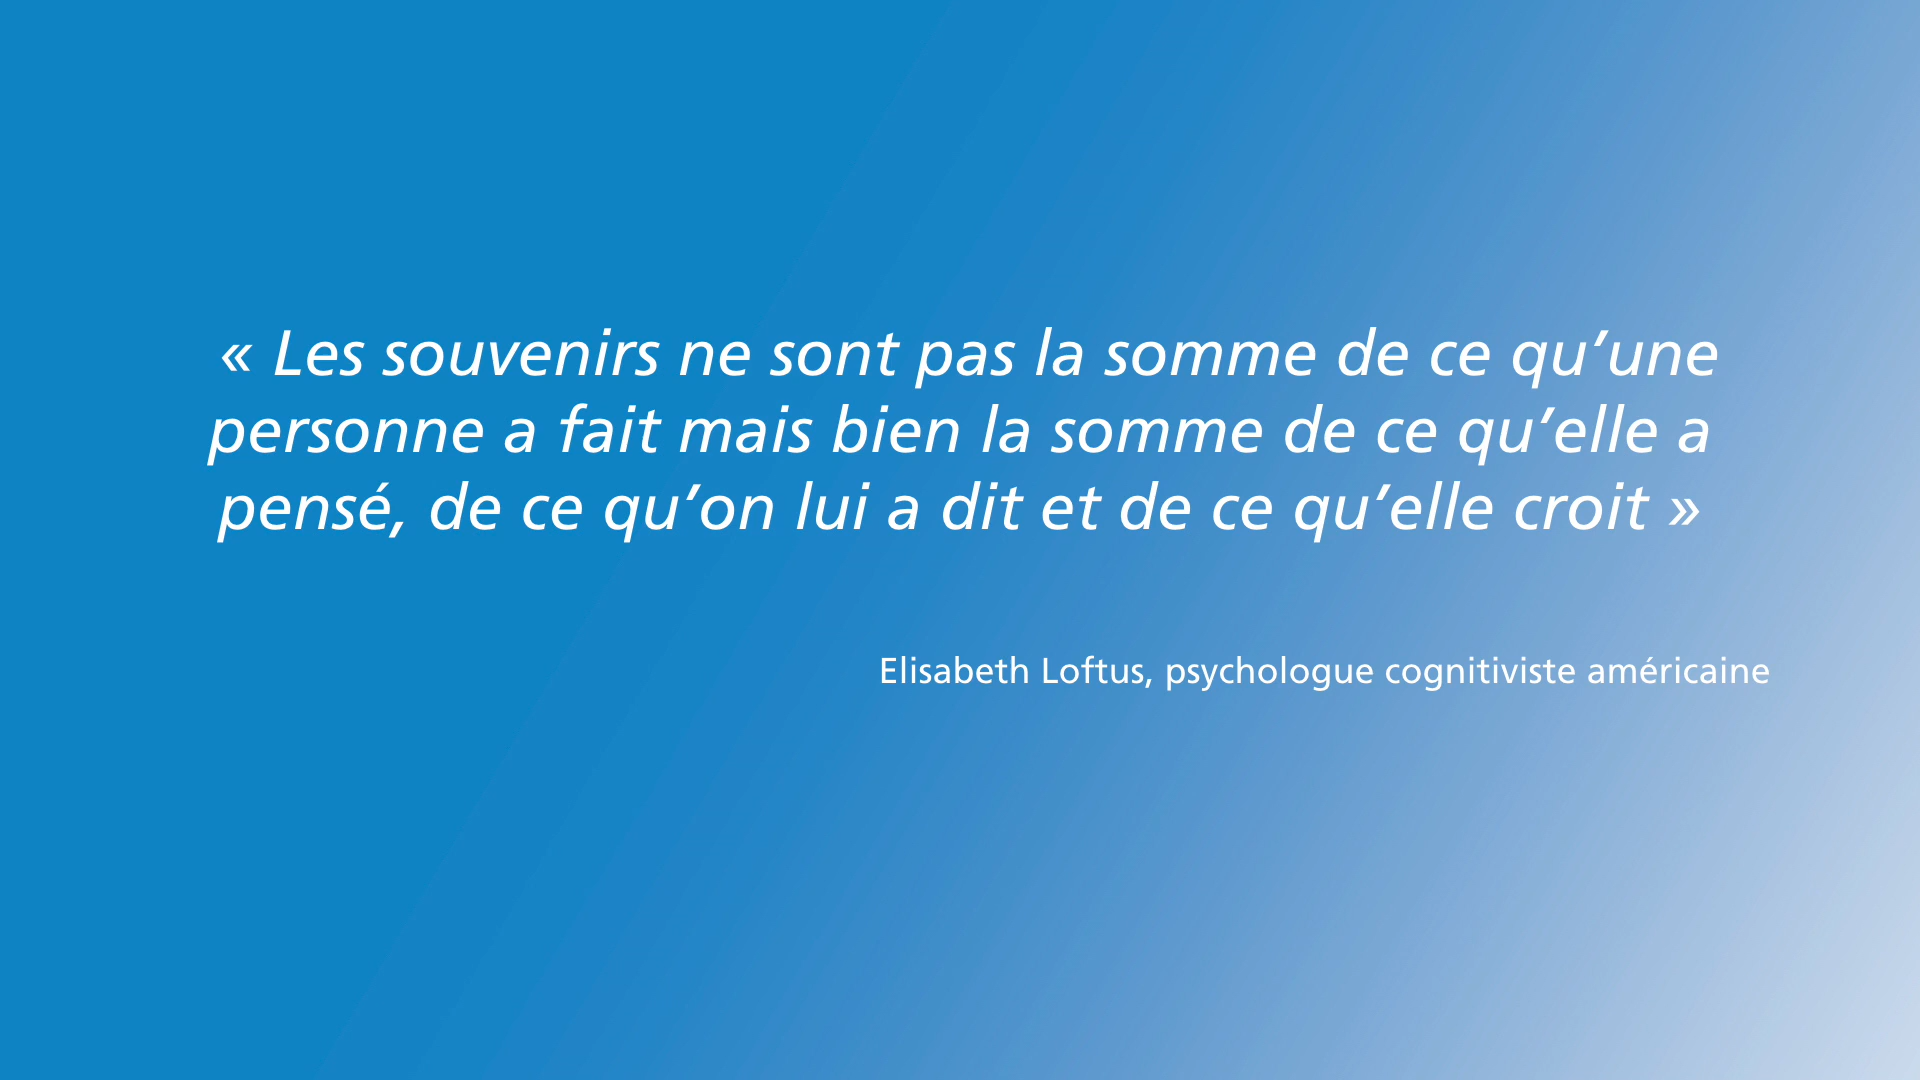 « Les souvenirs ne sont pas la somme de ce qu’une
personne a fait mais bien la somme de ce qu’elle a
pensé, de ce qu’on lui a dit et de ce qu’elle croit »
Elisabeth Loftus, psychologue cognitiviste américaine